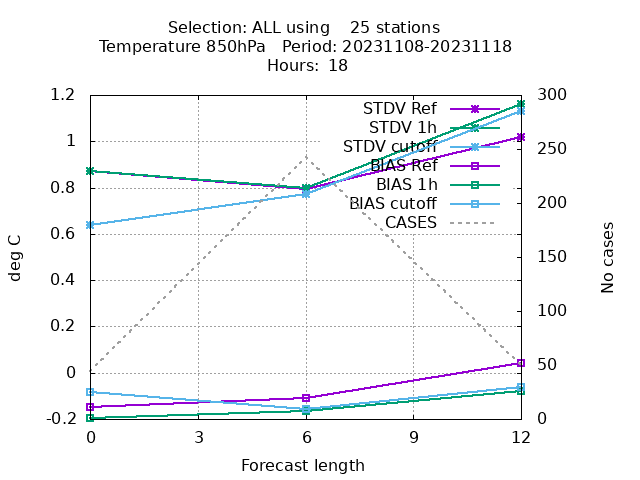 Selection: ALL using    25 stations
Temperature 850hPa   Period: 20231108-20231118
Hours: 18
1.2
1
0.8
0.6
0.4
0.2
0
-0.2
deg C
300
250
200
150
100
50
0
No cases
STDV Ref
STDV 1h
STDV cutoff
BIAS Ref
BIAS 1h
BIAS cutoff
CASES
0 3 6 9 12
Forecast length